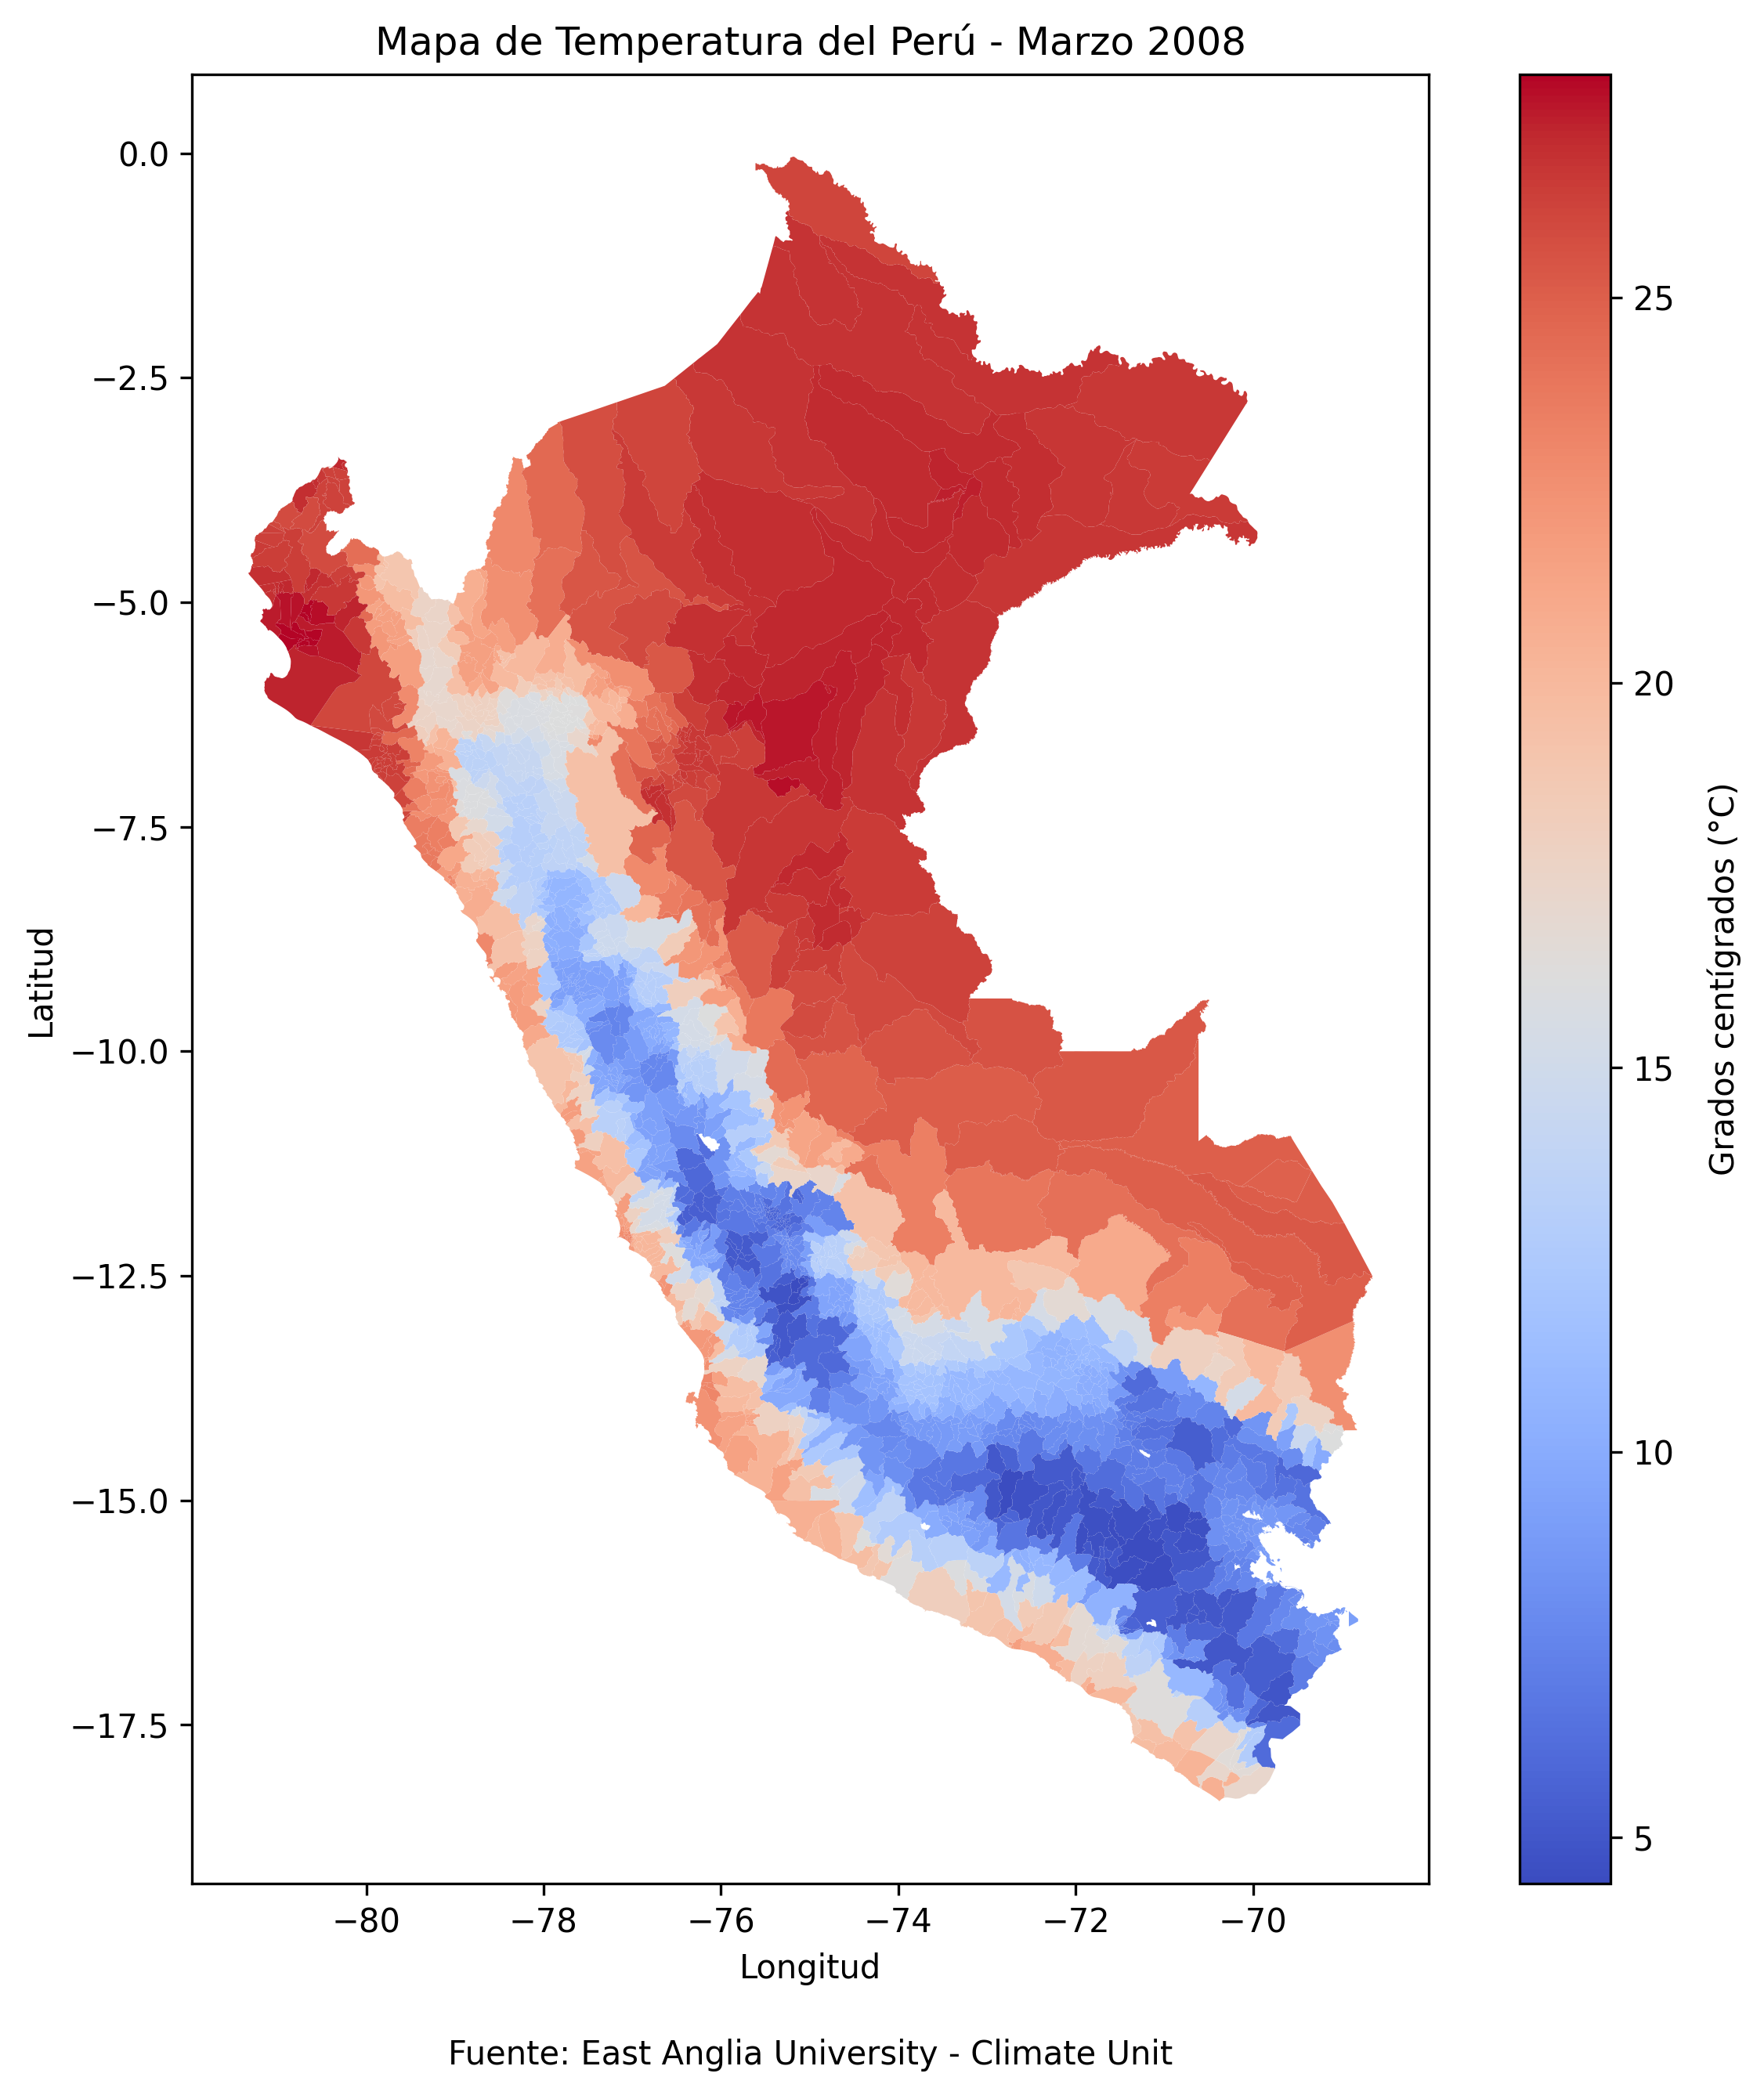 Mapa de Temperatura del Perú - Marzo 2008
0.0
−2.5
−5.0
−7.5
−10.0
−12.5
−15.0
−17.5
Latitud
−80 −78 −76 −74 −72 −70
Longitud
25
20
15
10
5
Grados centígrados (°C)
Fuente: East Anglia University - Climate Unit